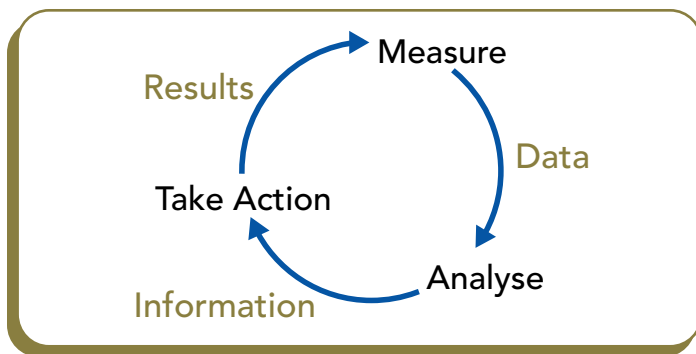 Measure
Results
Data
Take Action
Analyse
Information